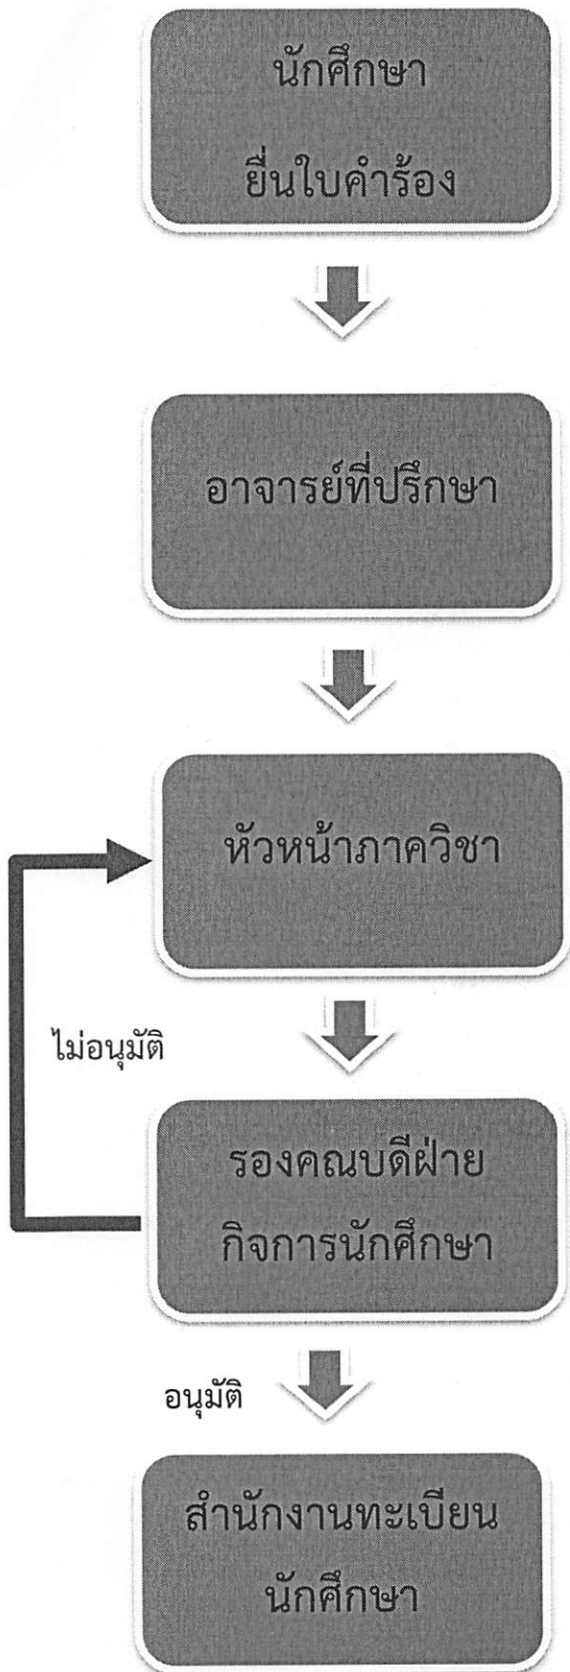 นักศึกษา
ยื่นใบคำร้อง
อาจารย์ที่ปรึกษา
หัวหน้าภาควิชา
ไม่อนุมัติ
รองคณบดีฝ่าย
กิจการนักศึกษา
อนุมัติ
สำนักงานทะเบียน
นักศึกษา